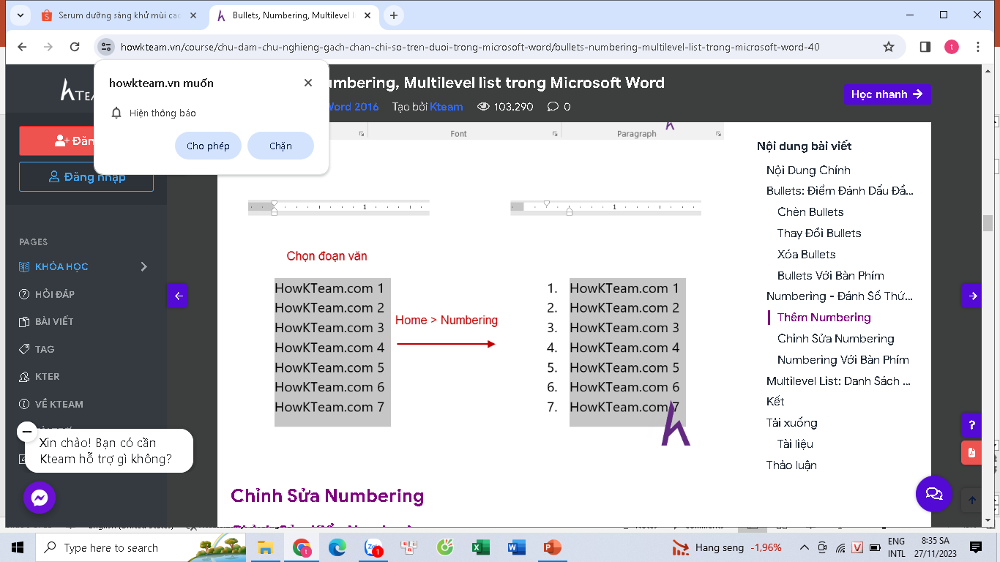 Serum dưỡng sáng khử mùi cao
Bullets, Numbering, Multilevel l
howkteam.vn/course/chu-dam-chu-nghieng-gach-chan-chi-so-tren-duoi-trong-microsoft-word/bullets-numbering-multilevel-list-trong-microsoft-word-40
t
howkteam.vn muốn
Hiện thông báo
Cho phép
Chặn
Numbering, Multilevel list trong Microsoft Word
Word 2016
Tạo bởi Kteam
103.290
0
Học nhanh
Đăng nhập
PAGES
KHÓA HỌC
HỎI ĐÁP
BÀI VIẾT
TAG
KTER
VỀ KTEAM
Xin chào! Bạn có cần
Kteam hỗ trợ gì không?
Font
Paragraph
1
1
Chọn đoạn văn
HowKTeam.com 1
HowKTeam.com 2
HowKTeam.com 3
HowKTeam.com 4
HowKTeam.com 5
HowKTeam.com 6
HowKTeam.com 7
Home > Numbering
1. HowKTeam.com 1
2. HowKTeam.com 2
3. HowKTeam.com 3
4. HowKTeam.com 4
5. HowKTeam.com 5
6. HowKTeam.com 6
7. HowKTeam.com 7
Chỉnh Sửa Numbering
Nội dung bài viết
Nội Dung Chính
Bullets: Điểm Đánh Dấu Đầ...
Chèn Bullets
Thay Đổi Bullets
Xóa Bullets
Bullets Với Bàn Phím
Numbering - Đánh Số Thứ...
Thêm Numbering
Chỉnh Sửa Numbering
Numbering Với Bàn Phím
Multilevel List: Danh Sách ...
Kết
Tải xuống
Tài liệu
Thảo luận
?
Type here to search
Hang seng -1,96%
ENG
INTL
8:35 SA
27/11/2023